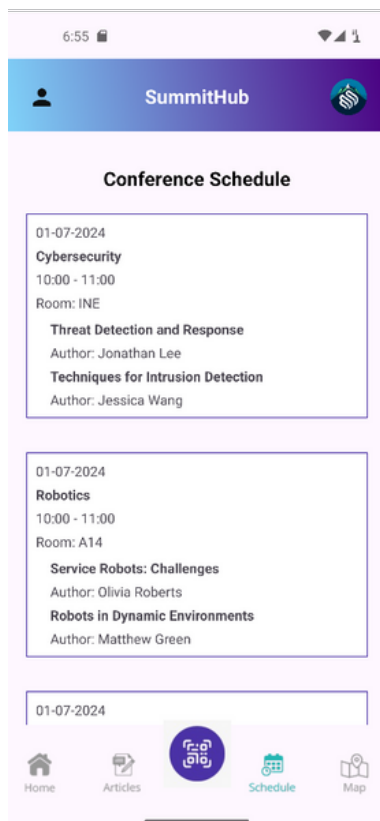 6:55
SummitHub
Conference Schedule
01-07-2024
Cybersecurity
10:00 - 11:00
Room: INE
Threat Detection and Response
Author: Jonathan Lee
Techniques for Intrusion Detection
Author: Jessica Wang
01-07-2024
Robotics
10:00 - 11:00
Room: A14
Service Robots: Challenges
Author: Olivia Roberts
Robots in Dynamic Environments
Author: Matthew Green
01-07-2024
Home Articles Schedule Map